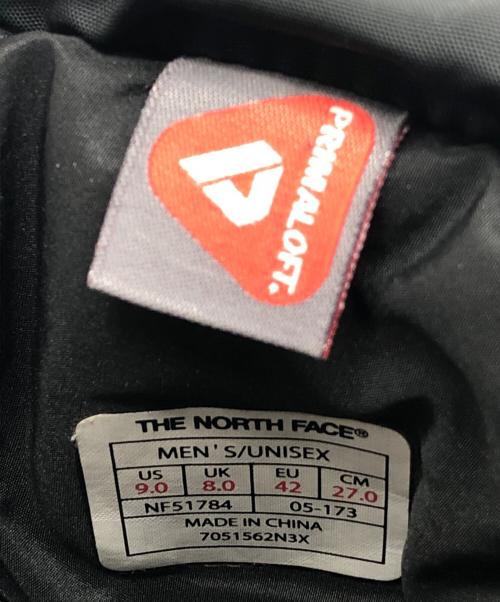 PRIMALOFT.
THE NORTH FACE®
MEN'S/UNISEX
US UK EU CM
9.0 8.0 42 27.0
NF51784 05-173
MADE IN CHINA
7051562N3X